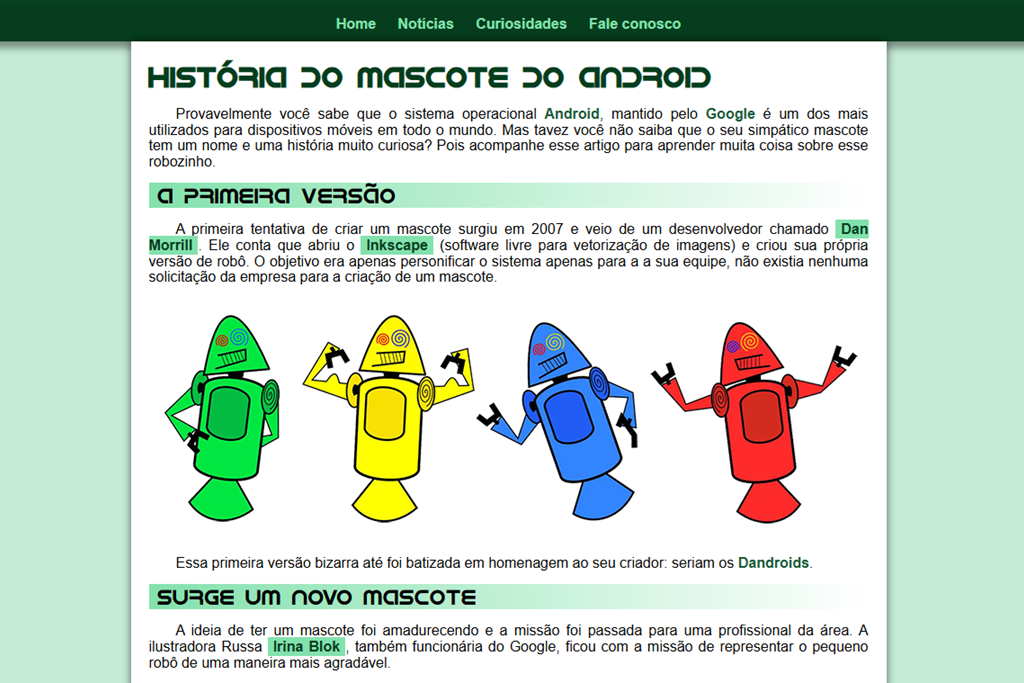 Home Noticias Curiosidades Fale conosco
HISTÓRIA DO MASCOTE DO ANDROID
Provavelmente você sabe que o sistema operacional Android, mantido pelo Google é um dos mais
utilizados para dispositivos móveis em todo o mundo. Mas tavez você não saiba que o seu simpático mascote
tem um nome e uma história muito curiosa? Pois acompanhe esse artigo para aprender muita coisa sobre esse
robozinho.
A PRIMEIRA VERSÃO
A primeira tentativa de criar um mascote surgiu em 2007 e veio de um desenvolvedor chamado Dan
Morrill . Ele conta que abriu o Inkscape (software livre para vetorização de imagens) e criou sua própria
versão de robô. O objetivo era apenas personificar o sistema apenas para a a sua equipe, não existia nenhuma
solicitação da empresa para a criação de um mascote.
Essa primeira versão bizarra até foi batizada em homenagem ao seu criador: seriam os Dandroids.
SURGE UM NOVO MASCOTE
A ideia de ter um mascote foi amadurecendo e a missão foi passada para uma profissional da área. A
ilustradora Russa Irina Blok , também funcionária do Google, ficou com a missão de representar o pequeno
robô de uma maneira mais agradável.